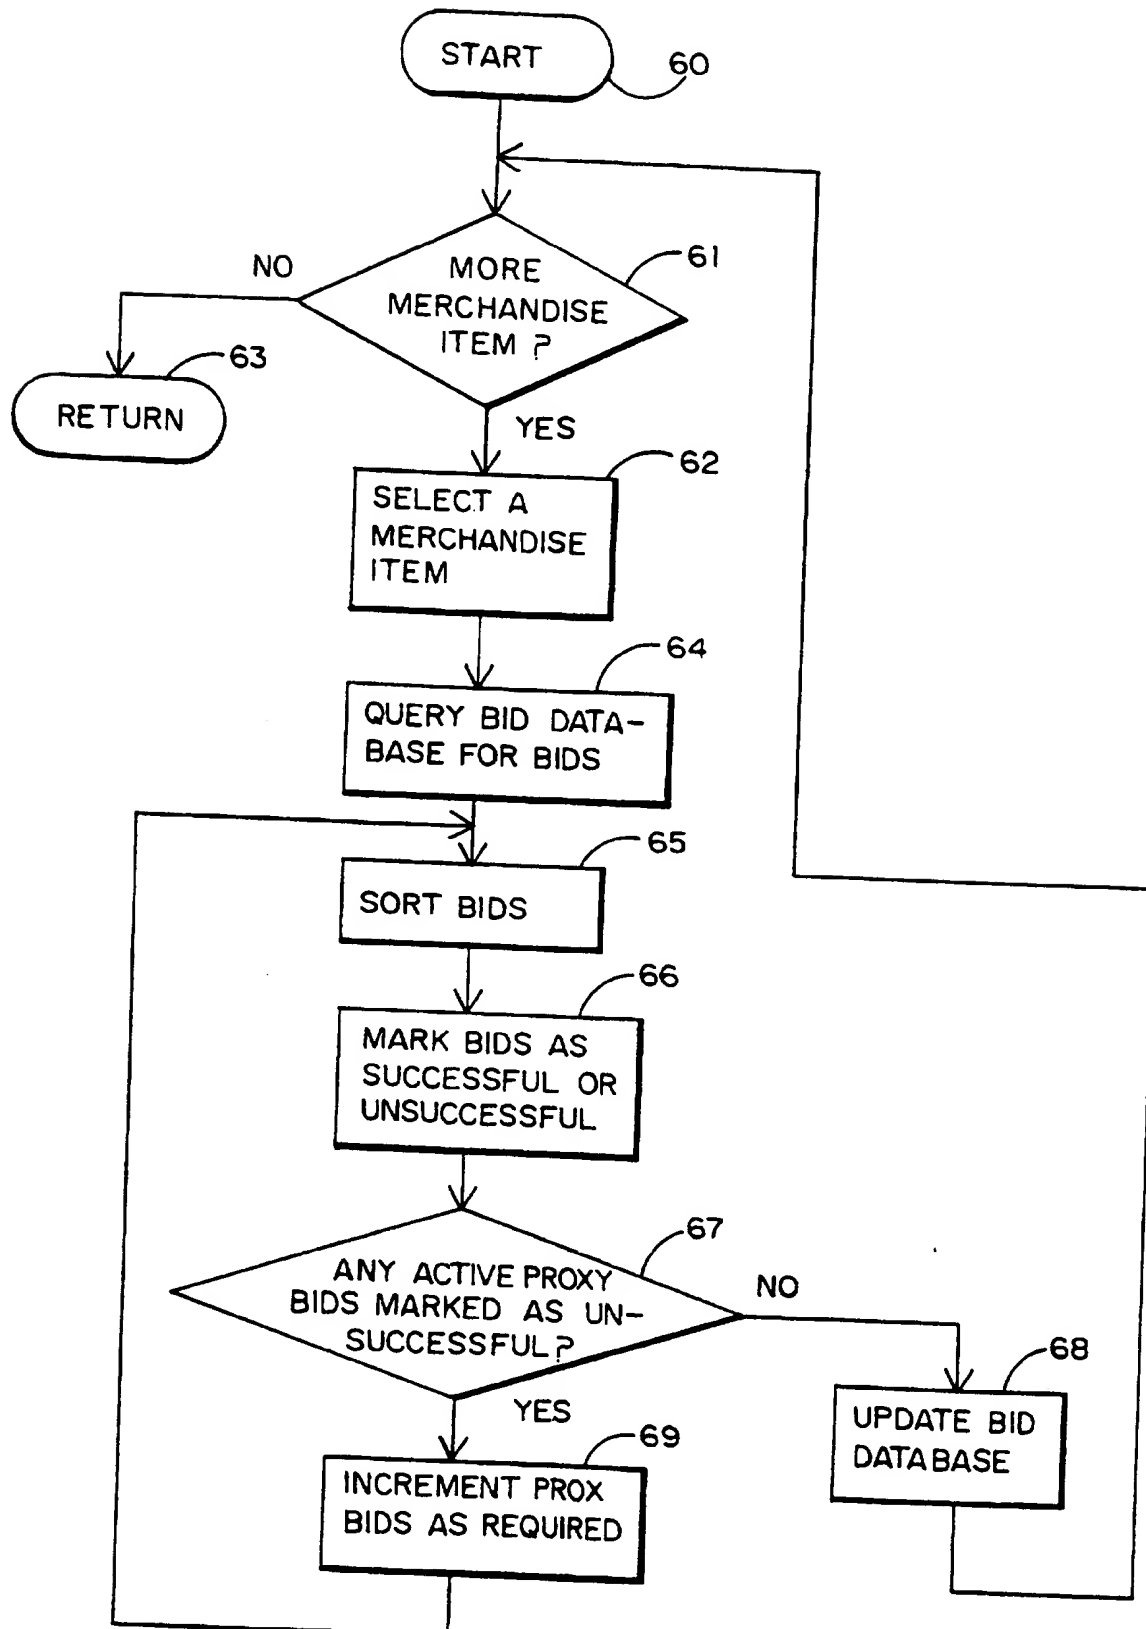 START
60
61
NO
MORE
MERCHANDISE
ITEM ?
63
RETURN
YES
62
SELECT A
MERCHANDISE
ITEM
64
QUERY BID DATA-
BASE FOR BIDS
65
SORT BIDS
66
MARK BIDS AS
SUCCESSFUL OR
UNSUCCESSFUL
67
ANY ACTIVE PROXY
BIDS MARKED AS UN-
SUCCESSFUL?
NO
68
UPDATE BID
DATABASE
YES
69
INCREMENT PROX
BIDS AS REQUIRED